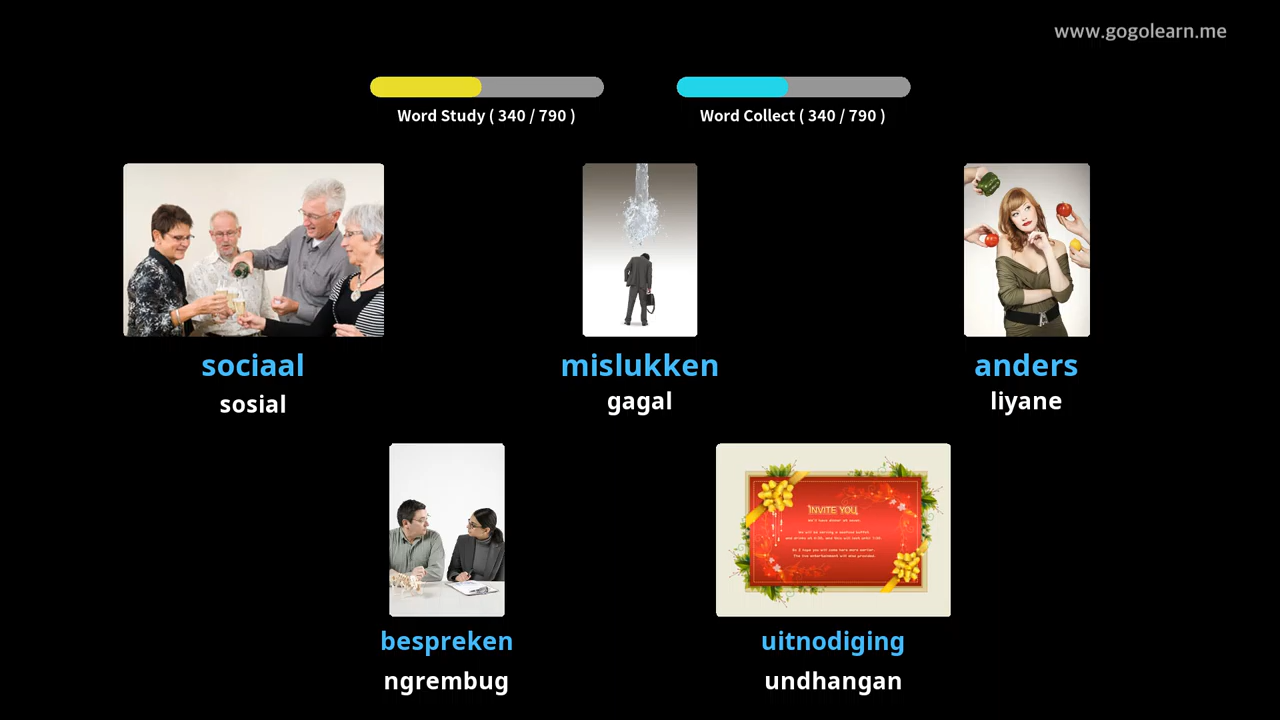 www.gogolearn.me
Word Study ( 340 / 790 )
Word Collect ( 340 / 790 )
sociaal
mislukken
anders
sosial
gagal
liyane
INVITE YOU
bespreken
uitnodiging
ngrembug
undhangan